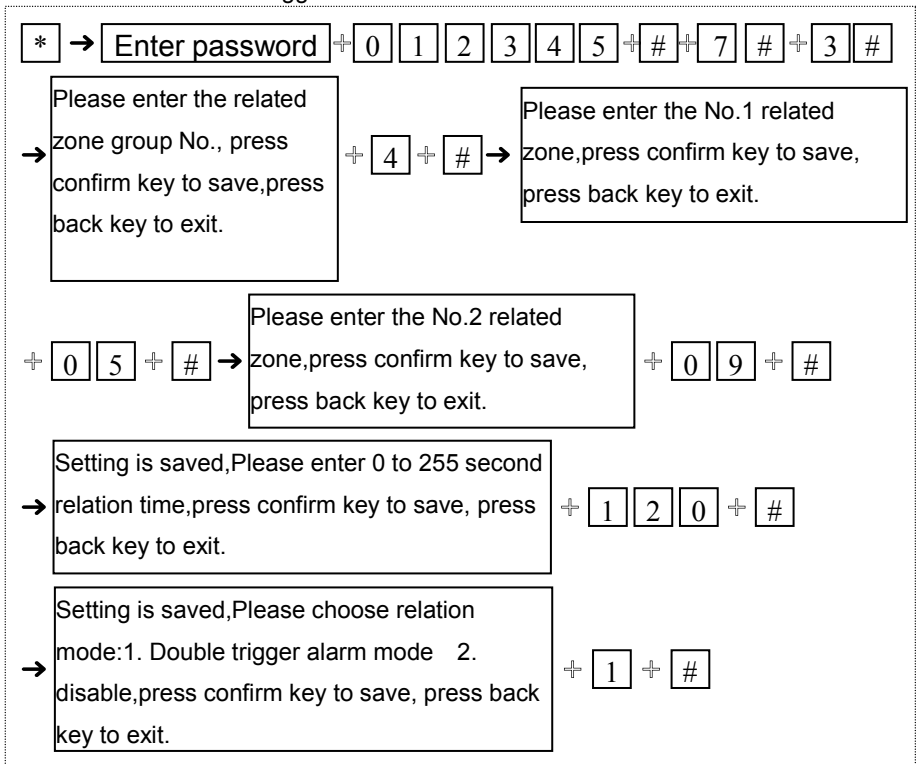 * → Enter password + 0 1 2 3 4 5 + # + 7 # + 3 #
Please enter the related
zone group No., press
confirm key to save,press
back key to exit.
+ 4 + # →
Please enter the No.1 related
zone,press confirm key to save,
press back key to exit.
+ 0 5 + # →
Please enter the No.2 related
zone,press confirm key to save,
press back key to exit.
+ 0 9 + #
Setting is saved,Please enter 0 to 255 second
→ relation time,press confirm key to save, press
back key to exit.
+ 1 2 0 + #
Setting is saved,Please choose relation
→ mode:1. Double trigger alarm mode 2.
disable,press confirm key to save, press back
key to exit.
+ 1 + #